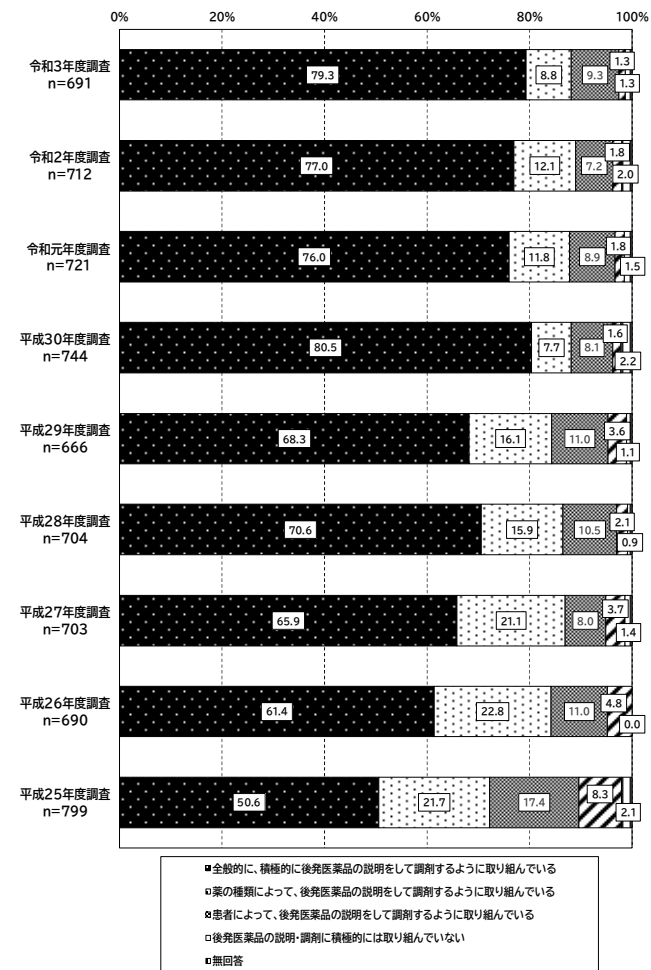 0% 20% 40% 60% 80% 100%
令和3年度調査
n=691
79.3 8.8 9.3 1.3 1.3
令和2年度調査
n=712
77.0 12.1 7.2 1.8 2.0
令和元年度調査
n=721
76.0 11.8 8.9 1.8 1.5
平成30年度調査
n=744
80.5 7.7 8.1 1.6 2.2
平成29年度調査
n=666
68.3 16.1 11.0 3.6 1.1
平成28年度調査
n=704
70.6 15.9 10.5 2.1 0.9
平成27年度調査
n=703
65.9 21.1 8.0 3.7 1.4
平成26年度調査
n=690
61.4 22.8 11.0 4.8 0.0
平成25年度調査
n=799
50.6 21.7 17.4 8.3 2.1
全般的に、積極的に後発医薬品の説明をして調剤するように取り組んでいる
薬の種類によって、後発医薬品の説明をして調剤するように取り組んでいる
患者によって、後発医薬品の説明をして調剤するように取り組んでいる
後発医薬品の説明・調剤に積極的には取り組んでいない
無回答